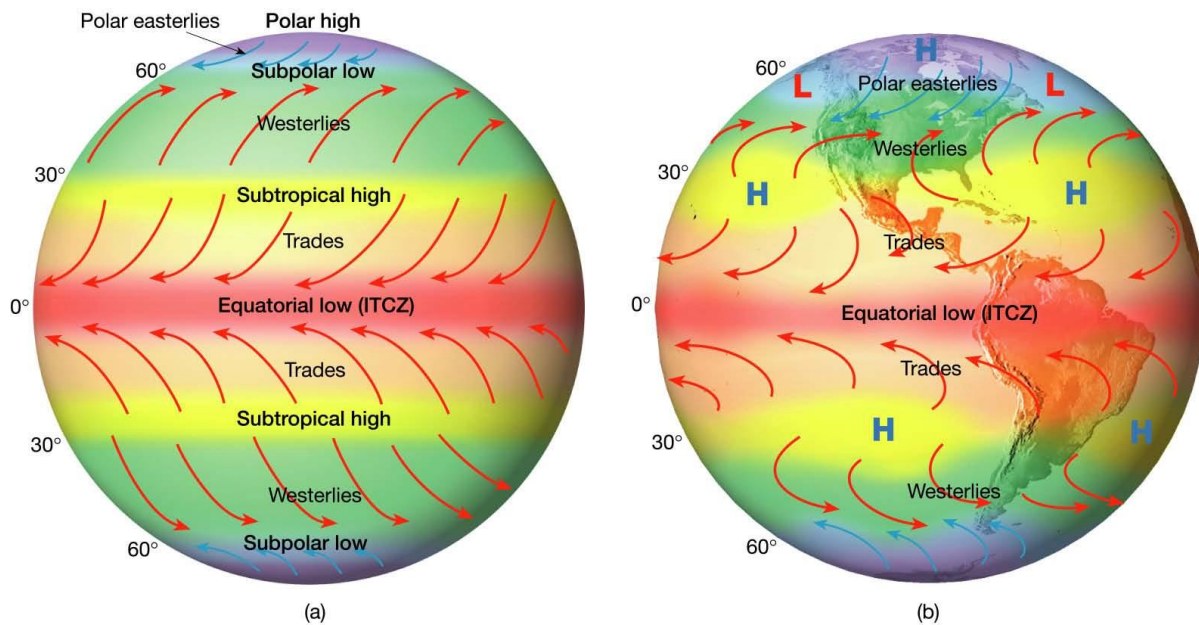 Polar easterlies
Polar high
60°
Subpolar low
Westerlies
30°
Subtropical high
Trades
0°
Equatorial low (ITCZ)
Trades
Subtropical high
30°
Westerlies
Subpolar low
60°
(a)
H
60°
L
Polar easterlies
L
Westerlies
30°
H
H
Trades
0°
Equatorial low (ITCZ)
Trades
30°
H
H
Westerlies
60°
(b)